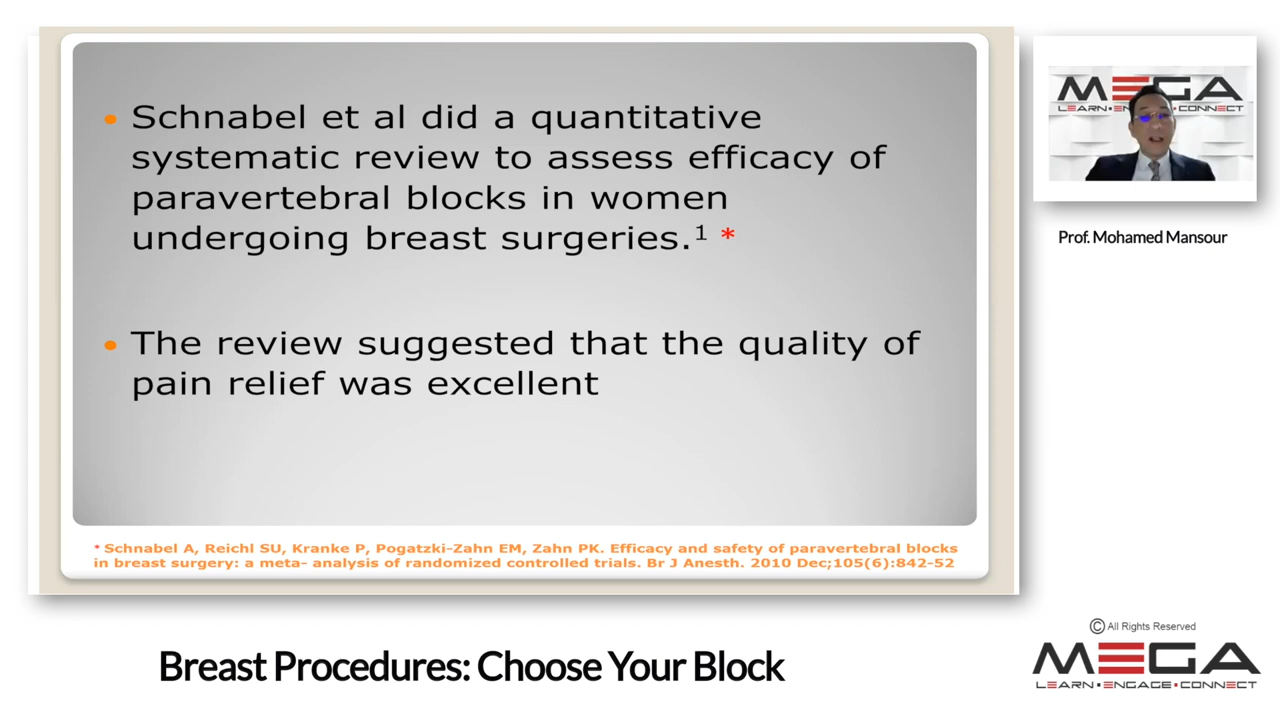 • Schnabel et al did a quantitative
systematic review to assess efficacy of
paravertebral blocks in women
undergoing breast surgeries.¹ *
• The review suggested that the quality of
pain relief was excellent
* Schnabel A, Reichl SU, Kranke P, Pogatzki-Zahn EM, Zahn PK. Efficacy and safety of paravertebral blocks
in breast surgery: a meta- analysis of randomized controlled trials. Br J Anesth. 2010 Dec;105(6):842-52
MEGA
LEARN•ENGAGE•CONNECT
Prof. Mohamed Mansour
Breast Procedures: Choose Your Block
© All Rights Reserved
MEGA
LEARN•ENGAGE•CONNECT